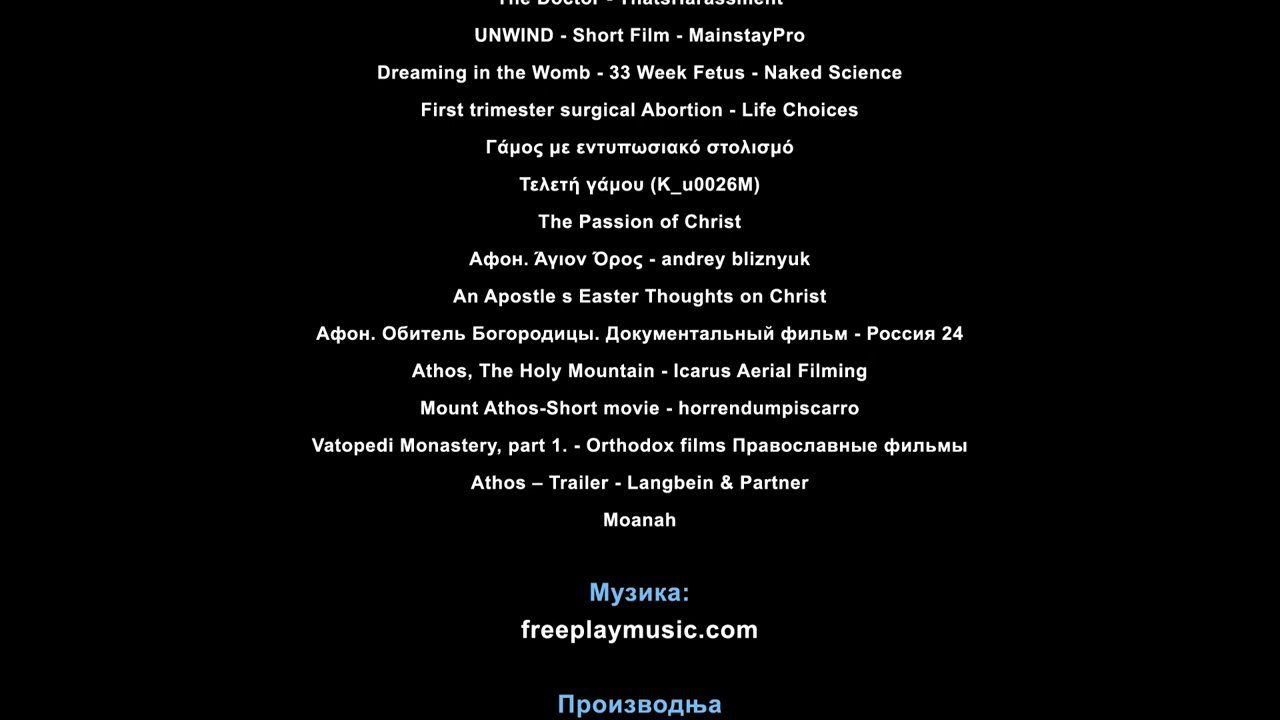 The Doctor - ThatsHarassment
UNWIND - Short Film - MainstayPro
Dreaming in the Womb - 33 Week Fetus - Naked Science
First trimester surgical Abortion - Life Choices
Γάμος με εντυπωσιακό στολισμό
Τελετή γάμου (K_u0026M)
The Passion of Christ
Афон. Άγιον Όρος - andrey bliznyuk
An Apostle s Easter Thoughts on Christ
Афон. Обитель Богородицы. Документальный фильм - Россия 24
Athos, The Holy Mountain - Icarus Aerial Filming
Mount Athos-Short movie - horrendumpiscarro
Vatopedi Monastery, part 1. - Orthodox films Православные фильмы
Athos – Trailer - Langbein & Partner
Moanah
Музика:
freeplaymusic.com
Производња